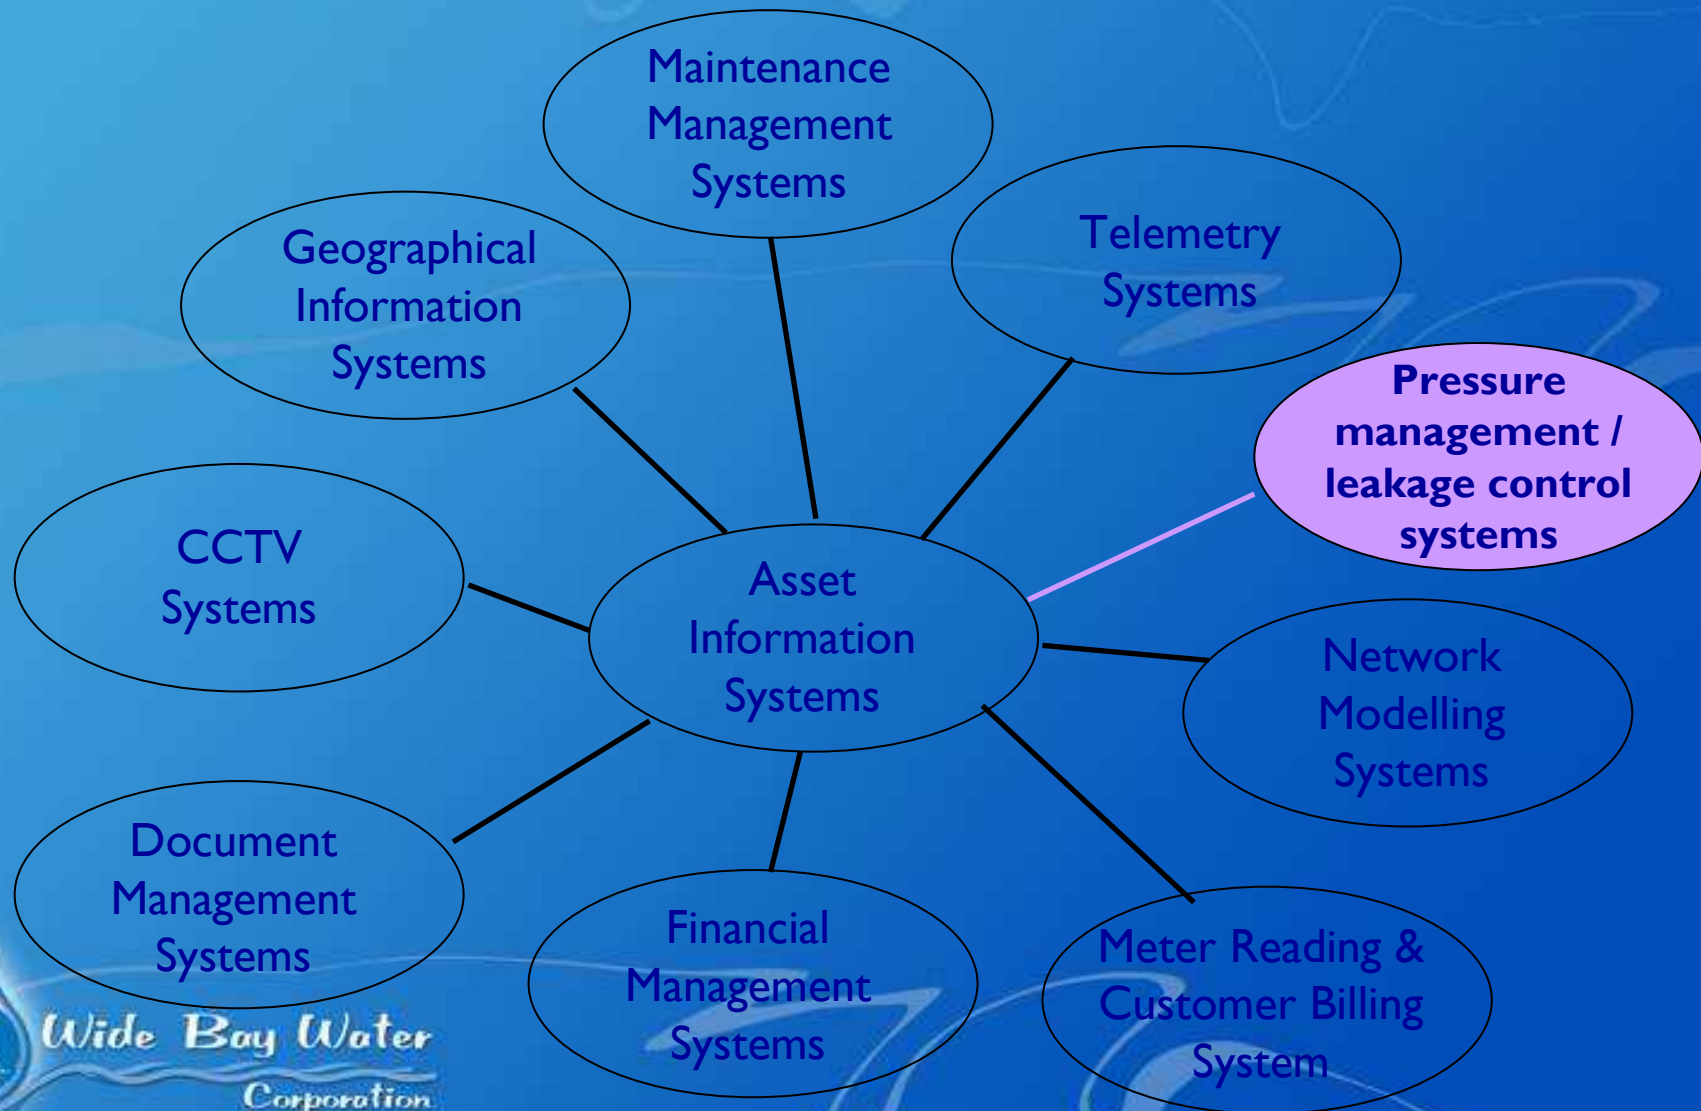 Maintenance
Management
Systems
Geographical
Information
Systems
Telemetry
Systems
Pressure
management /
leakage control
systems
CCTV
Systems
Asset
Information
Systems
Network
Modelling
Systems
Document
Management
Systems
Financial
Management
Systems
Meter Reading &
Customer Billing
System
Wide Bay Water
Corporation